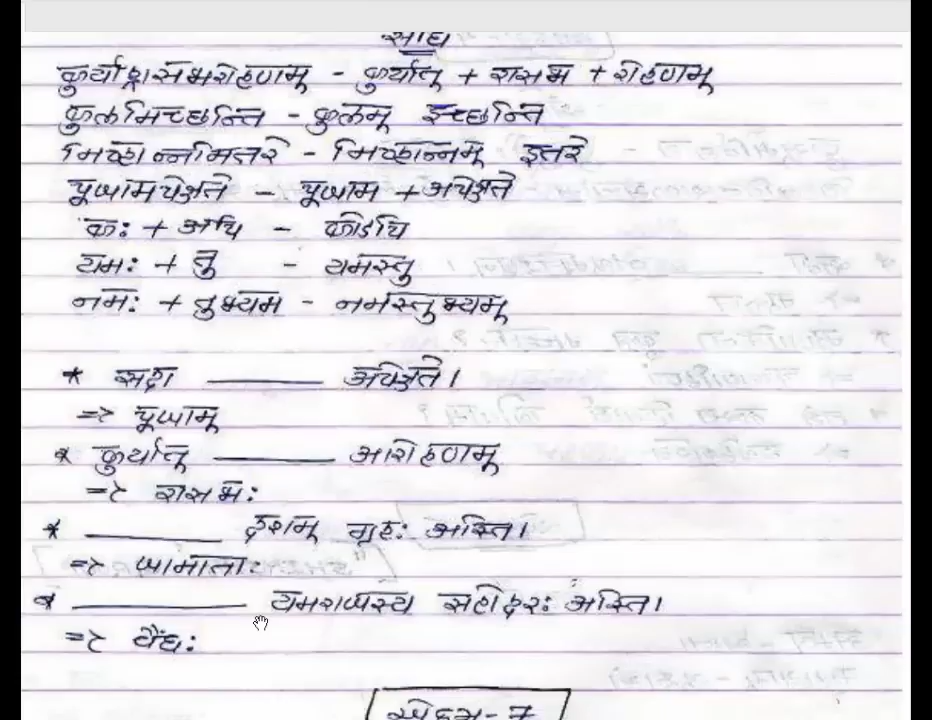 संधि
कुर्याद्रासभरोहणम् - कुर्यात् + रासभ + रोहणम्
कुलमिच्छन्ति - कुलम् इच्छन्ति
मिष्ठान्नमितरे - मिष्ठान्नम् इतरे
पूजामपेक्षते - पूजाम + अपेक्षते
कः + अपि - कोऽपि
यमः + तु - यमस्तु
नमः + तुभ्यम - नमस्तुभ्यम्
* सदा ______ अपेक्षते।
=> पूजाम्
* कुर्यात् ______ आरोहणम्
=> रासभः
* ______ दशम् ग्रहः अस्ति।
=> जामाताः
* ______ यमराजस्य सहोदरः अस्ति।
=> वैद्यः